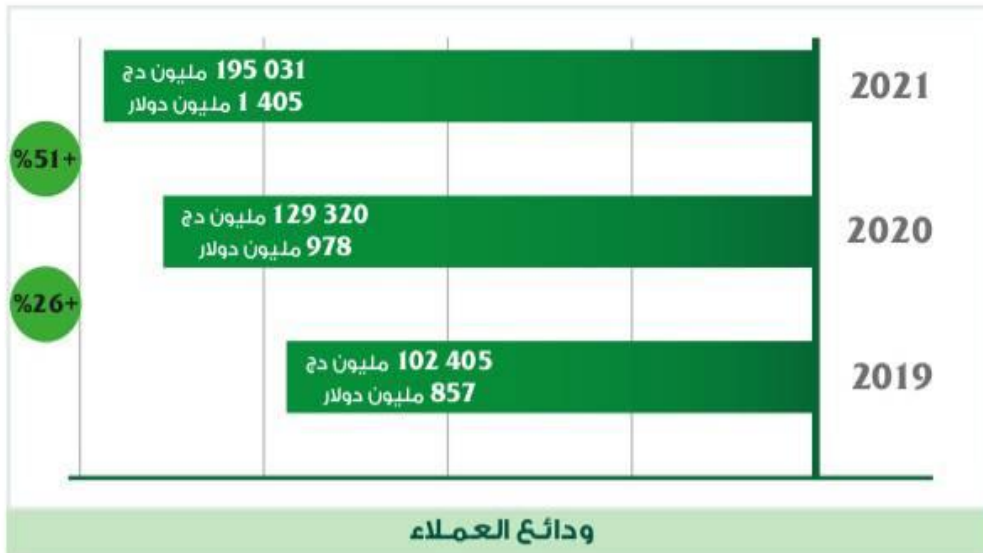 2021
195 031 مليون دج
1 405 مليون دولار
%51+
2020
129 320 مليون دج
978 مليون دولار
%26+
2019
102 405 مليون دج
857 مليون دولار
ودائع العملاء